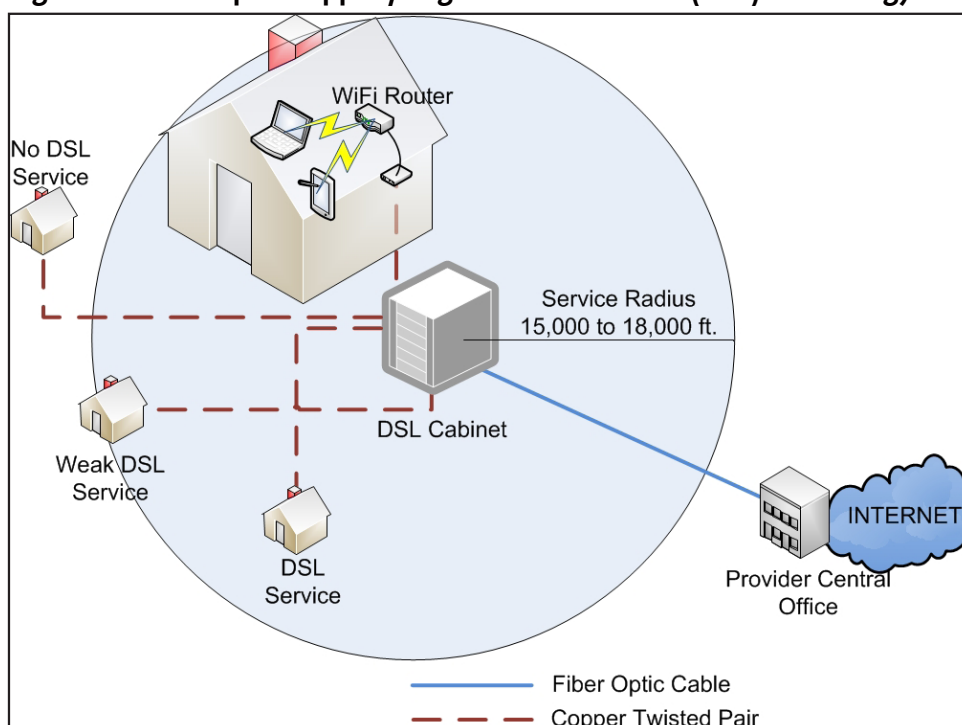 WiFi Router
No DSL
Service
Service Radius
15,000 to 18,000 ft.
DSL Cabinet
Weak DSL
Service
DSL
Service
INTERNET
Provider Central
Office
Fiber Optic Cable
Copper Twisted Pair